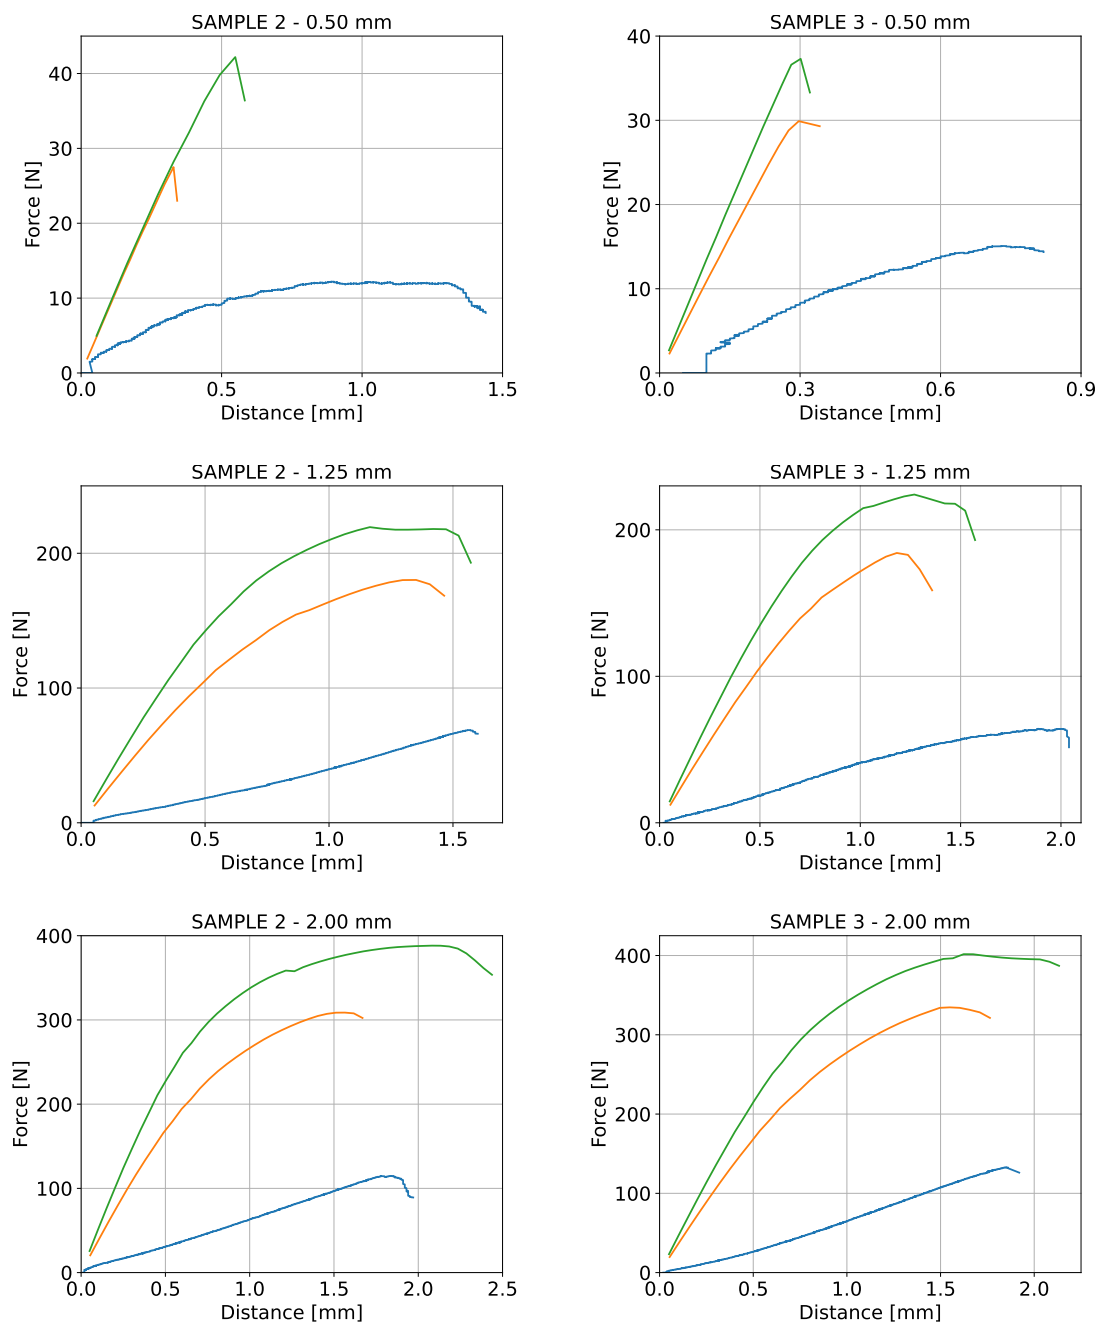 SAMPLE 2 - 0.50 mm
Force [N]
40
30
20
10
0
0.0 0.5 1.0 1.5
Distance [mm]
SAMPLE 3 - 0.50 mm
Force [N]
40
30
20
10
0
0.0 0.3 0.6 0.9
Distance [mm]
SAMPLE 2 - 1.25 mm
Force [N]
200
100
0
0.0 0.5 1.0 1.5
Distance [mm]
SAMPLE 3 - 1.25 mm
Force [N]
200
100
0
0.0 0.5 1.0 1.5 2.0
Distance [mm]
SAMPLE 2 - 2.00 mm
Force [N]
400
300
200
100
0
0.0 0.5 1.0 1.5 2.0 2.5
Distance [mm]
SAMPLE 3 - 2.00 mm
Force [N]
400
300
200
100
0
0.0 0.5 1.0 1.5 2.0
Distance [mm]